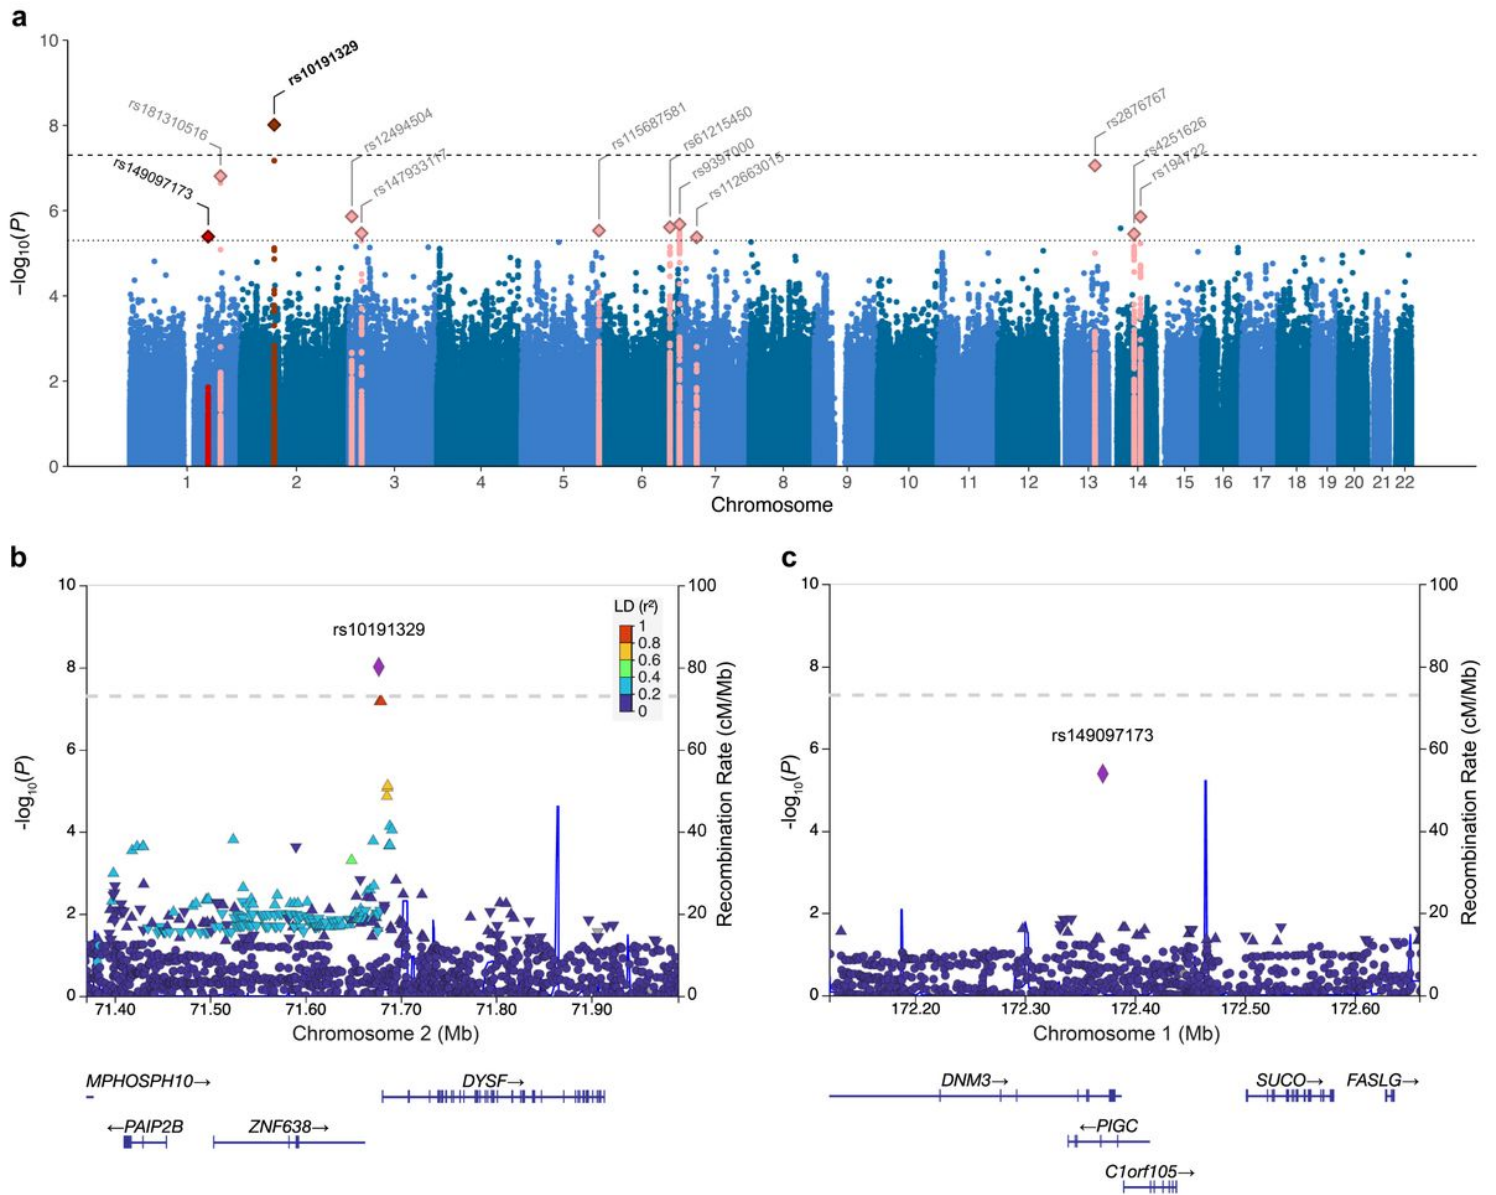 a
10
8
6
4
2
0
–log₁₀(P)
rs10191329
rs181310516
rs149097173
rs12494504
rs147933117
rs115687581
rs61215450
rs9397000
rs112663015
rs2876767
rs4251626
rs194722
1 2 3 4 5 6 7 8 9 10 11 12 13 14 15 16 17 18 19 20 21 22
Chromosome
b
10
8
6
4
2
0
-log₁₀(P)
rs10191329
LD (r²)
1
0.8
0.6
0.4
0.2
0
100
80
60
40
20
0
Recombination Rate (cM/Mb)
71.40 71.50 71.60 71.70 71.80 71.90
Chromosome 2 (Mb)
MPHOSPH10→
DYSF→
←PAIP2B
ZNF638→
c
10
8
6
4
2
0
-log₁₀(P)
rs149097173
100
80
60
40
20
0
Recombination Rate (cM/Mb)
172.20 172.30 172.40 172.50 172.60
Chromosome 1 (Mb)
DNM3→
SUCO→
FASLG→
←PIGC
C1orf105→